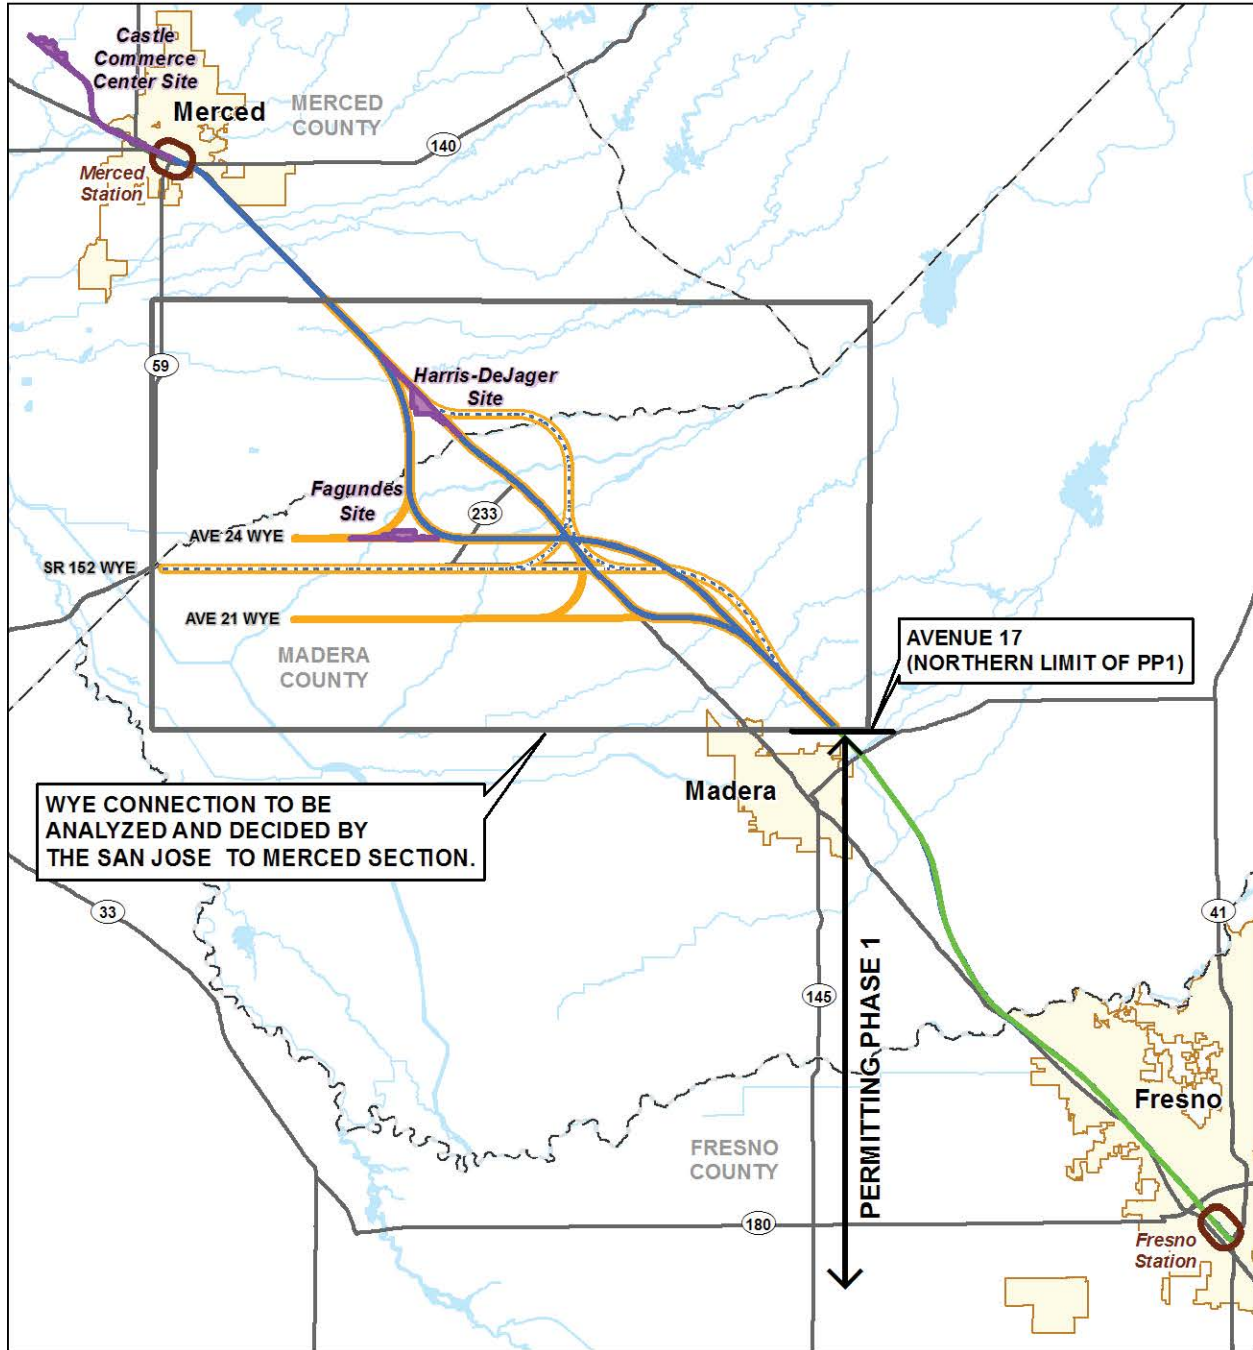 Castle
Commerce
Center Site
Merced
MERCED
COUNTY
140
Merced
Station
59
Harris-DeJager
Site
Fagundes
Site
233
AVE 24 WYE
SR 152 WYE
AVE 21 WYE
MADERA
COUNTY
AVENUE 17
(NORTHERN LIMIT OF PP1)
WYE CONNECTION TO BE
ANALYZED AND DECIDED BY
THE SAN JOSE TO MERCED SECTION.
Madera
33
41
145
PERMITTING PHASE 1
Fresno
FRESNO
COUNTY
180
Fresno
Station